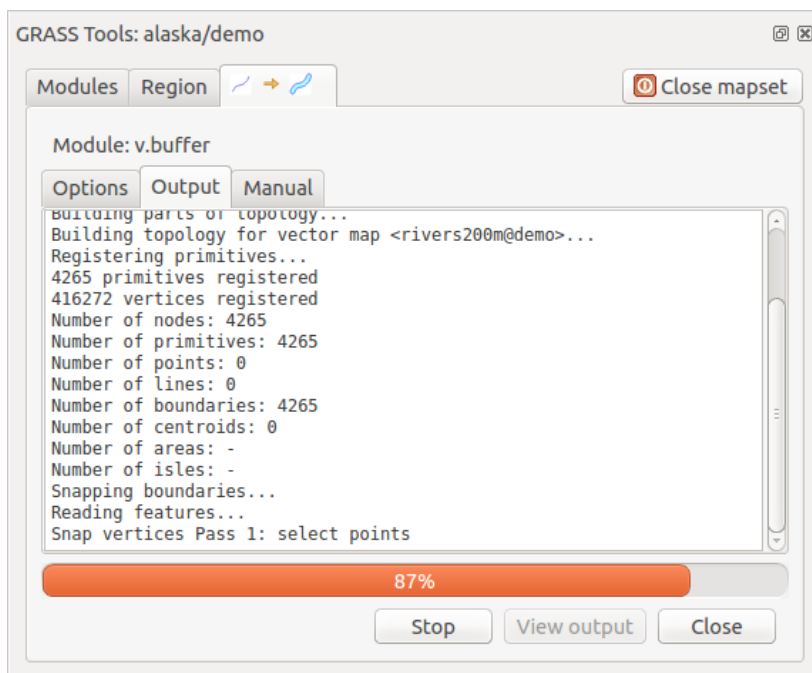 GRASS Tools: alaska/demo
Modules Region Close mapset
Module: v.buffer
Options Output Manual
Building parts of topology...
Building topology for vector map <rivers200m@demo>...
Registering primitives...
4265 primitives registered
416272 vertices registered
Number of nodes: 4265
Number of primitives: 4265
Number of points: 0
Number of lines: 0
Number of boundaries: 4265
Number of centroids: 0
Number of areas: -
Number of isles: -
Snapping boundaries...
Reading features...
Snap vertices Pass 1: select points
87%
Stop View output Close